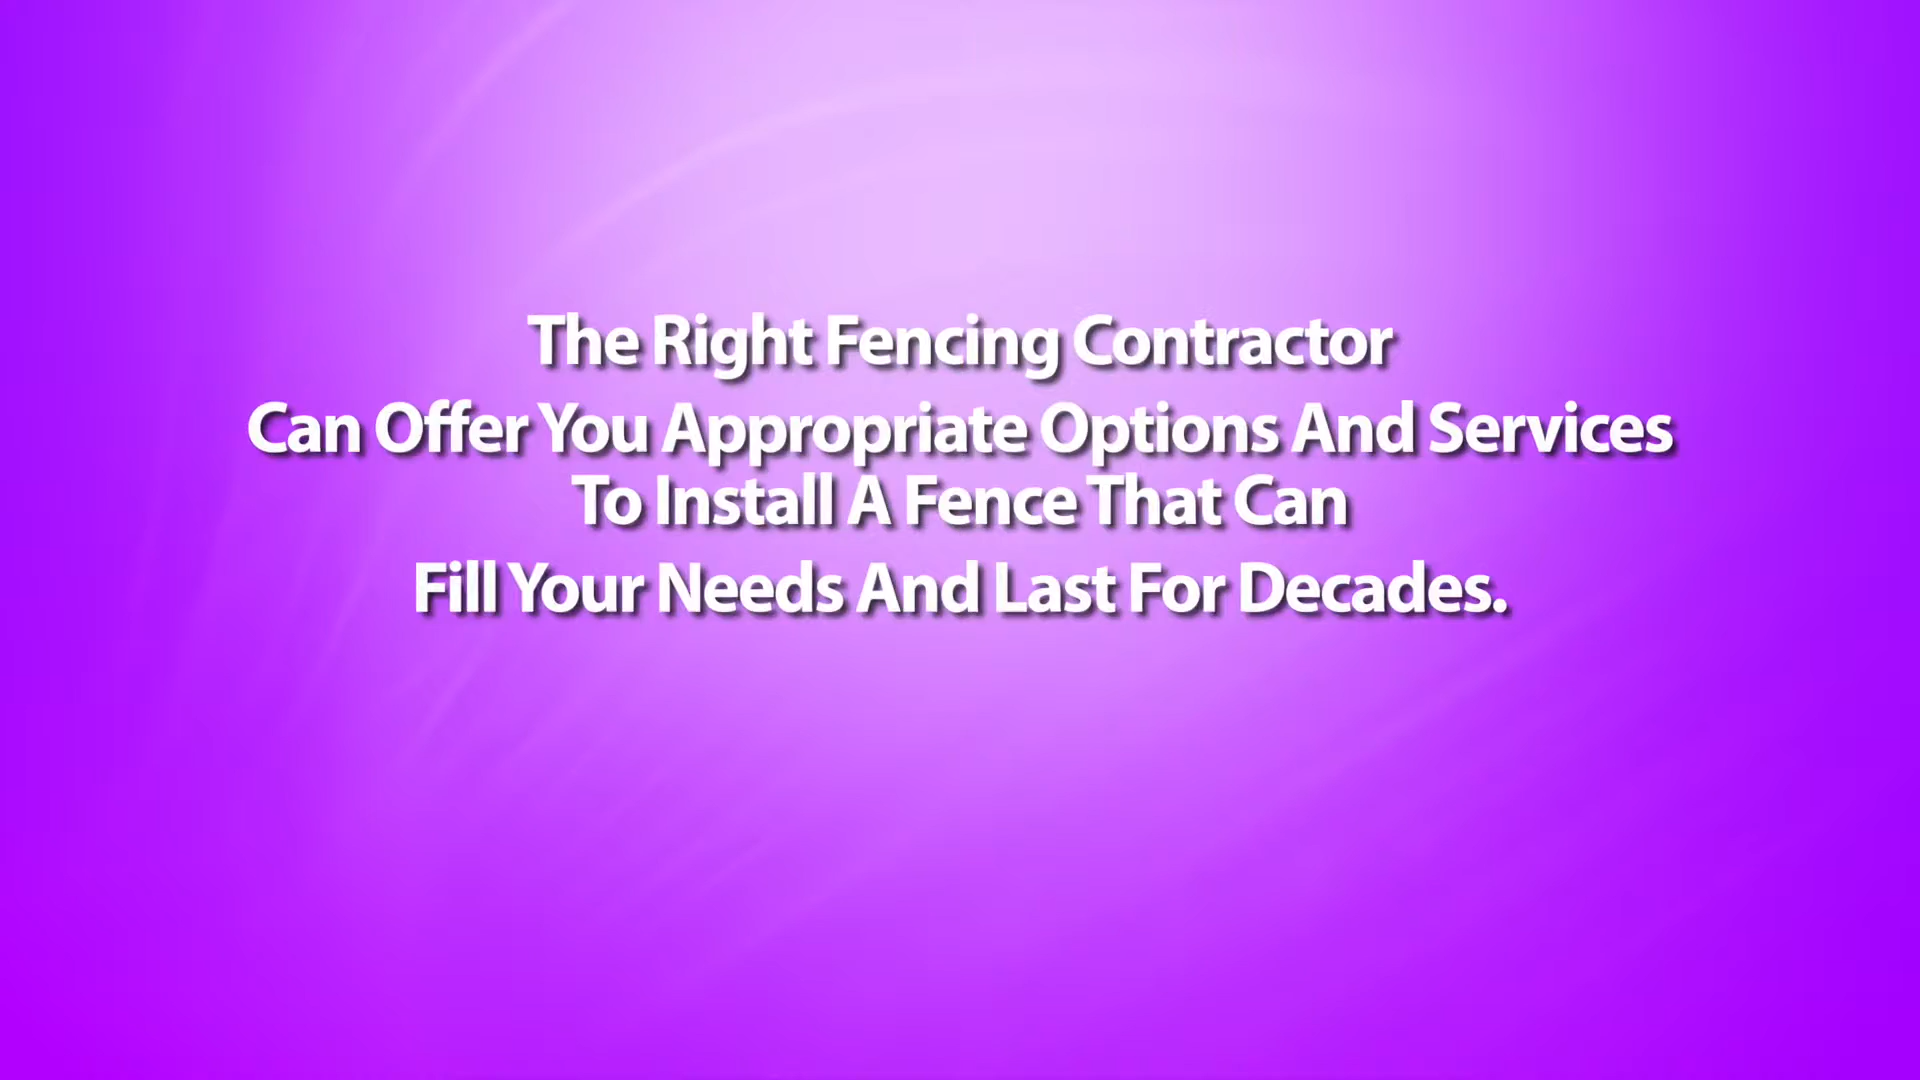 The Right Fencing Contractor
Can Offer You Appropriate Options And Services
To Install A Fence That Can
Fill Your Needs And Last For Decades.